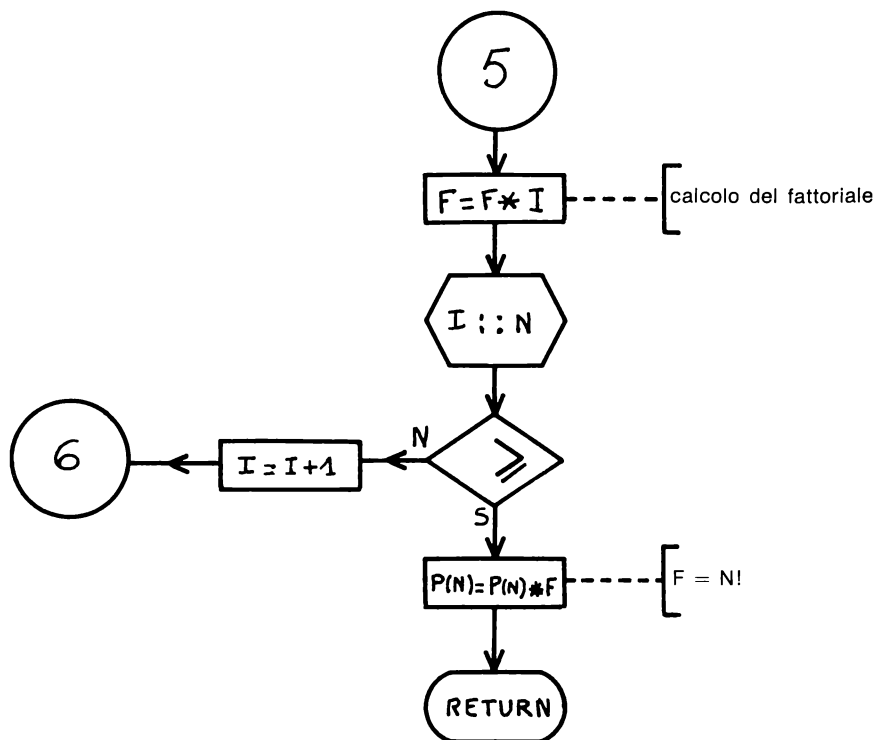 5
F = F * I
calcolo del fattoriale
I :: N
N
≥
6
I = I + 1
S
P(N) = P(N) * F
F = N!
RETURN